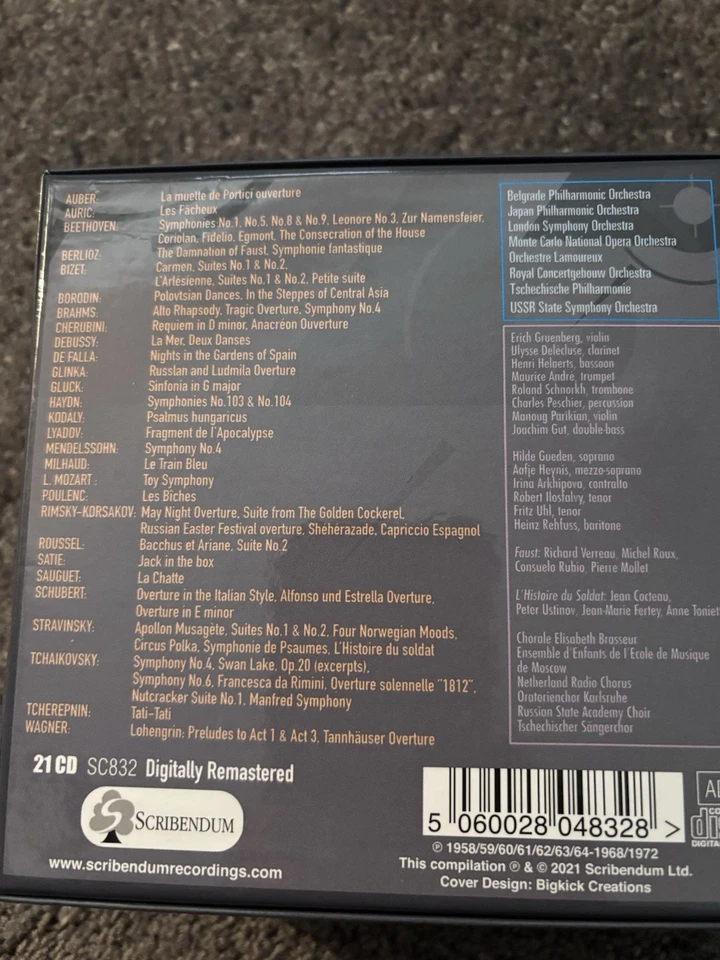 AUBER: La muette de Portici ouverture
AURIC: Les Fâcheux
BEETHOVEN: Symphonies No.1, No.5, No.8 & No.9, Leonore No.3, Zur Namensfeier,
Coriolan, Fidelio, Egmont, The Consecration of the House
BERLIOZ: The Damnation of Faust, Symphonie fantastique
BIZET: Carmen, Suites No.1 & No.2,
L'Arlésienne, Suites No.1 & No.2, Petite suite
BORODIN: Polovtsian Dances, In the Steppes of Central Asia
BRAHMS: Alto Rhapsody, Tragic Overture, Symphony No.4
CHERUBINI: Requiem in D minor, Anacréon Ouverture
DEBUSSY: La Mer, Deux Danses
DE FALLA: Nights in the Gardens of Spain
GLINKA: Russlan and Ludmila Overture
GLUCK: Sinfonia in G major
HAYDN: Symphonies No.103 & No.104
KODALY: Psalmus hungaricus
LYADOV: Fragment de l'Apocalypse
MENDELSSOHN: Symphony No.4
MILHAUD: Le Train Bleu
L. MOZART: Toy Symphony
POULENC: Les Bîches
RIMSKY-KORSAKOV: May Night Overture, Suite from The Golden Cockerel,
Russian Easter Festival overture, Shéhérazade, Capriccio Espagnol
ROUSSEL: Bacchus et Ariane, Suite No.2
SATIE: Jack in the box
SAUGUET: La Chatte
SCHUBERT: Overture in the Italian Style, Alfonso und Estrella Overture,
Overture in E minor
STRAVINSKY: Apollon Musagète, Suites No.1 & No.2, Four Norwegian Moods,
Circus Polka, Symphonie de Psaumes, L'Histoire du soldat
TCHAIKOVSKY: Symphony No.4, Swan Lake, Op.20 (excerpts),
Symphony No.6, Francesca da Rimini, Overture solennelle "1812",
Nutcracker Suite No.1, Manfred Symphony
TCHEREPNIN: Tati-Tati
WAGNER: Lohengrin: Preludes to Act 1 & Act 3, Tannhäuser Overture
Belgrade Philharmonic Orchestra
Japan Philharmonic Orchestra
London Symphony Orchestra
Monte Carlo National Opera Orchestra
Orchestre Lamoureux
Royal Concertgebouw Orchestra
Tschechische Philharmonie
USSR State Symphony Orchestra
Erich Gruenberg, violin
Ulysse Delécluse, clarinet
Henri Helaerts, bassoon
Maurice André, trumpet
Roland Schnorkh, trombone
Charles Peschier, percussion
Manoug Parikian, violin
Joachim Gut, double-bass
Hilde Gueden, soprano
Aafje Heynis, mezzo-soprano
Irina Arkhipova, contralto
Robert Ilosfalvy, tenor
Fritz Uhl, tenor
Heinz Rehfuss, baritone
Faust: Richard Verreau, Michel Roux,
Consuelo Rubio, Pierre Mollet
L'Histoire du Soldat: Jean Cocteau,
Peter Ustinov, Jean-Marie Fertey, Anne Toniet
Chorale Elisabeth Brasseur
Ensemble d'Enfants de l'Ecole de Musique
de Moscow
Netherland Radio Chorus
Oratorienchor Karlsruhe
Russian State Academy Choir
Tschechischer Sängerchor
21 CD SC832 Digitally Remastered
SCRIBENDUM
www.scribendumrecordings.com
5 060028 048328 >
℗ 1958/59/60/61/62/63/64-1968/1972
This compilation ℗ & © 2021 Scribendum Ltd.
Cover Design: Bigkick Creations